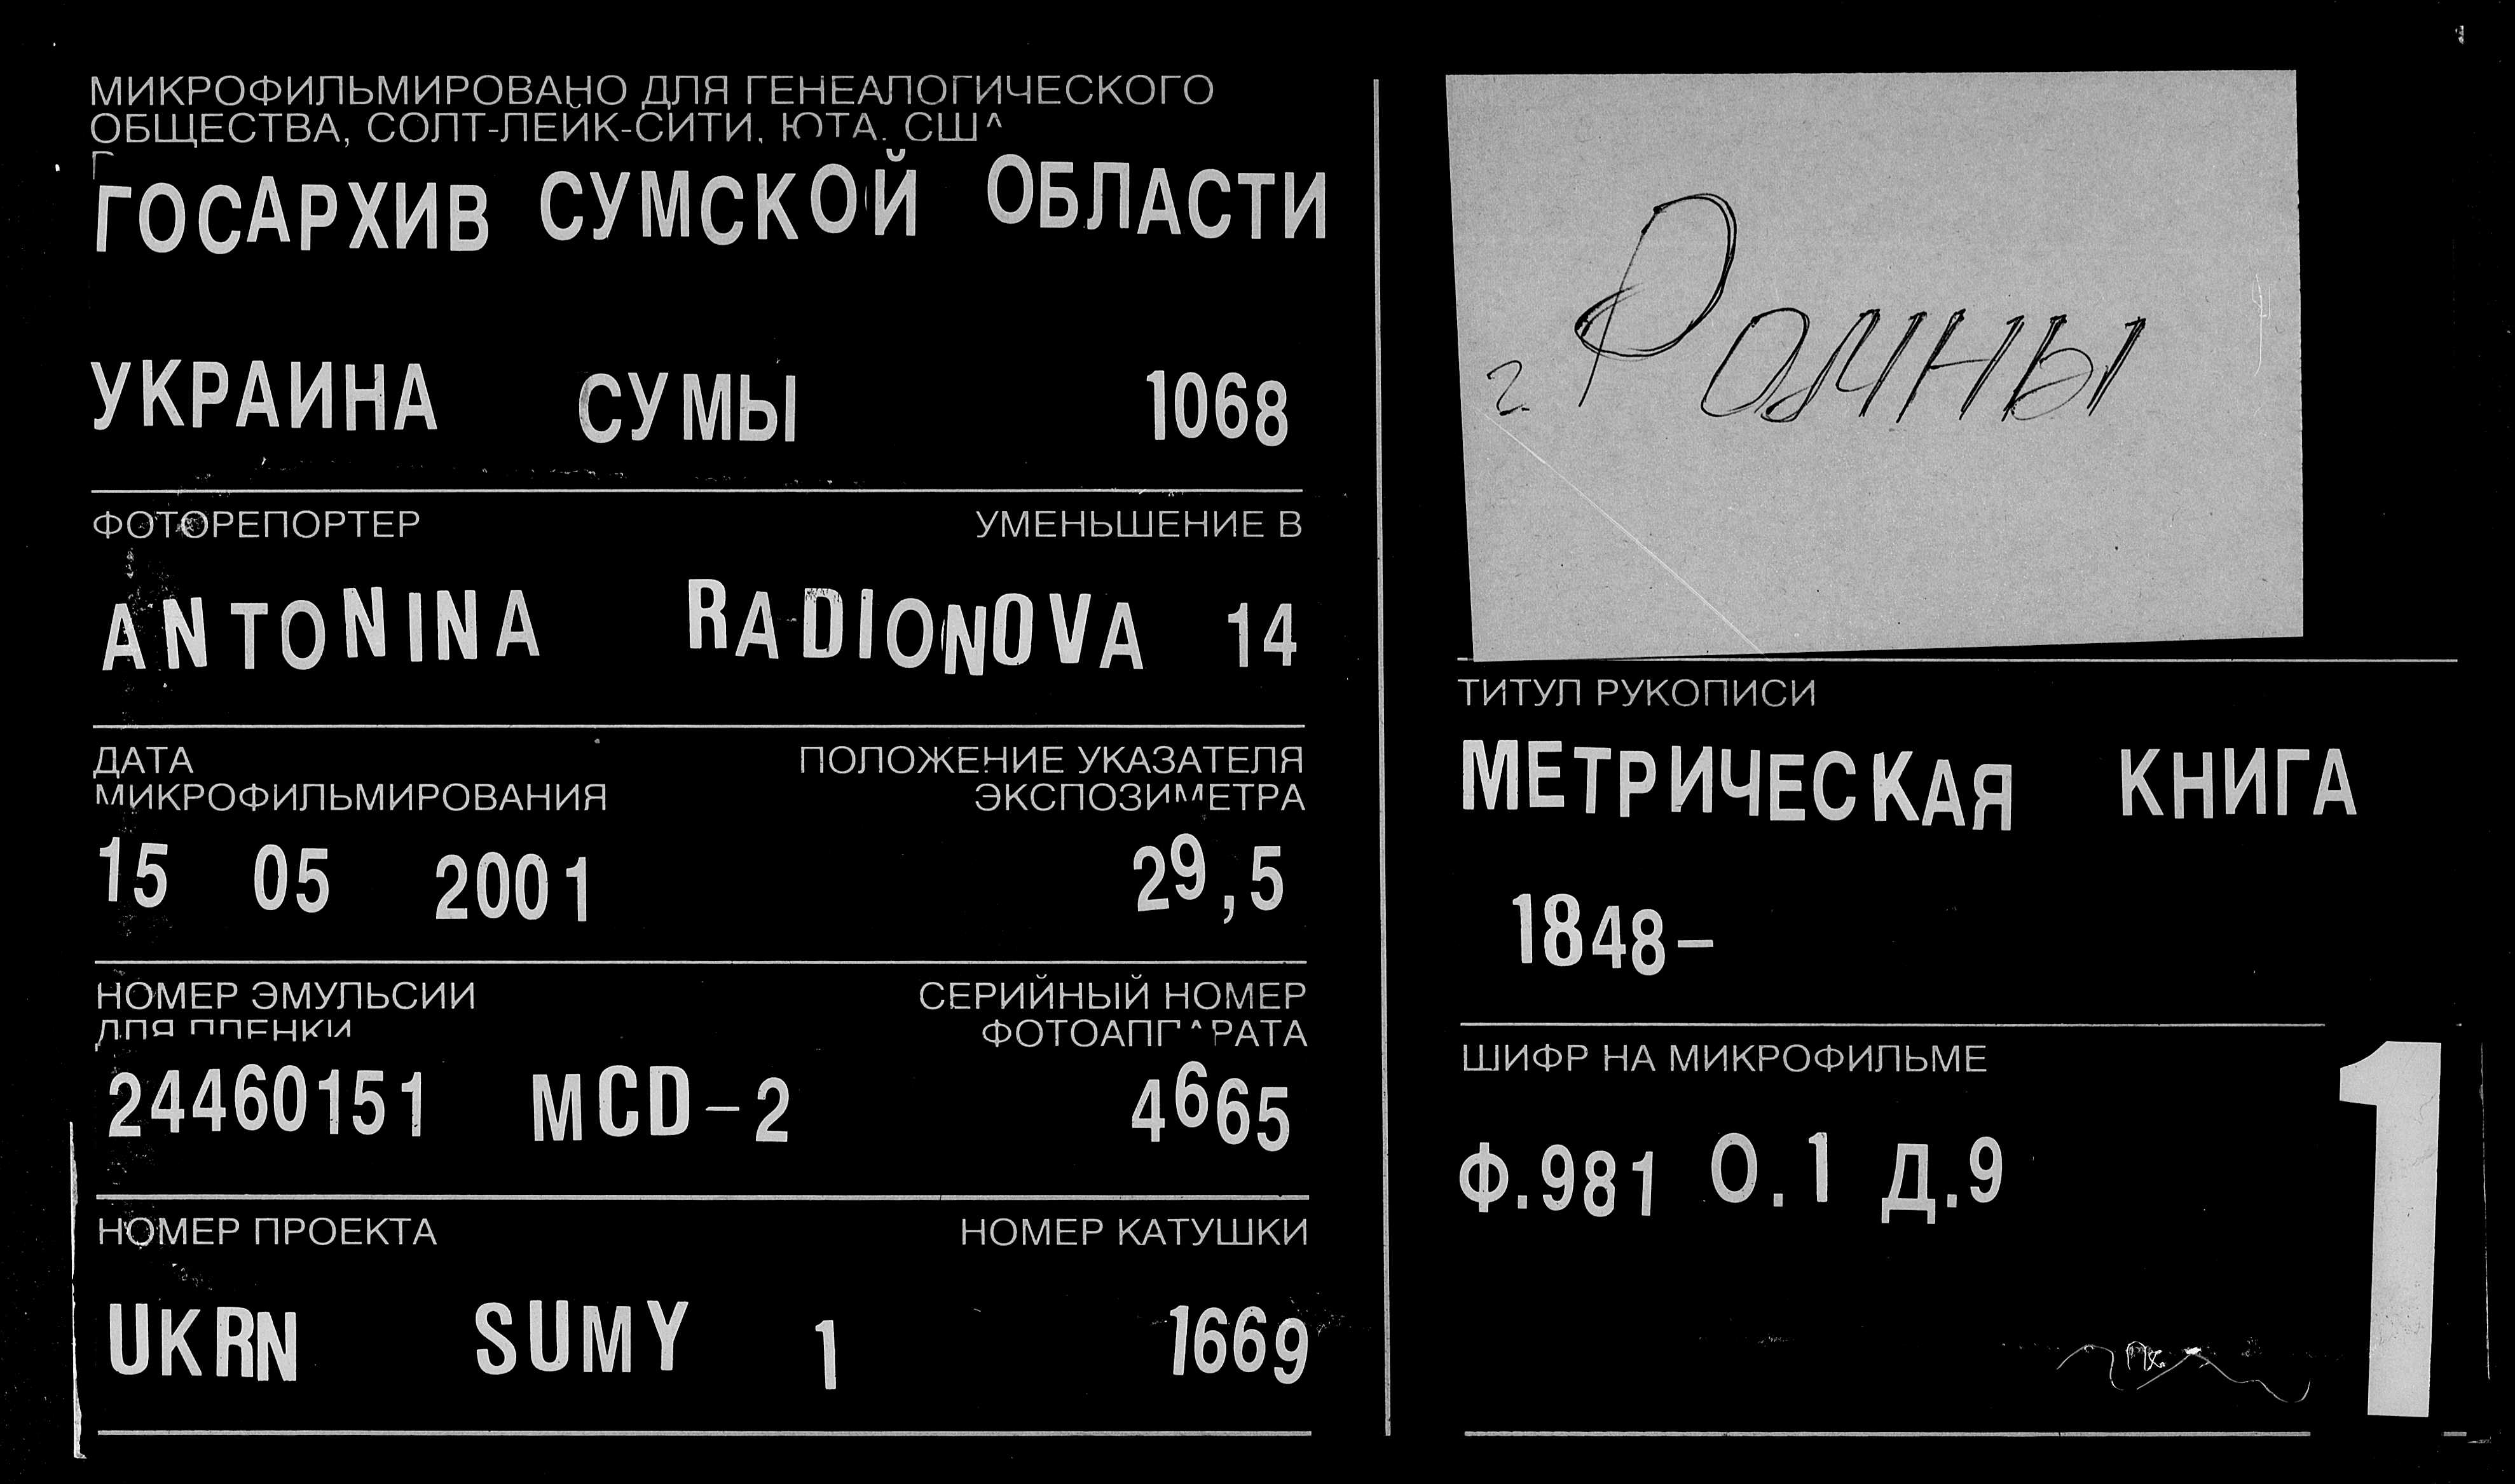 МИКРОФИЛЬМИРОВАНО ДЛЯ ГЕНЕАЛОГИЧЕСКОГО
ОБЩЕСТВА, СОЛТ-ЛЕЙК-СИТИ, ЮТА, США
ГОСАРХИВ СУМСКОЙ ОБЛАСТИ
УКРАИНА СУМЫ 1068
ФОТОРЕПОРТЕР УМЕНЬШЕНИЕ В
ANTONINA RADIONOVA 14
ДАТА ПОЛОЖЕНИЕ УКАЗАТЕЛЯ
МИКРОФИЛЬМИРОВАНИЯ ЭКСПОЗИМЕТРА
15 05 2001 29,5
НОМЕР ЭМУЛЬСИИ СЕРИЙНЫЙ НОМЕР
ДЛЯ ПЛЕНКИ ФОТОАППАРАТА
24460151 MCD-2 4665
НОМЕР ПРОЕКТА НОМЕР КАТУШКИ
UKRN SUMY 1 1669
г. Ромны
ТИТУЛ РУКОПИСИ
МЕТРИЧЕСКАЯ КНИГА
1848-
ШИФР НА МИКРОФИЛЬМЕ
Ф.981 О.1 Д.9
1